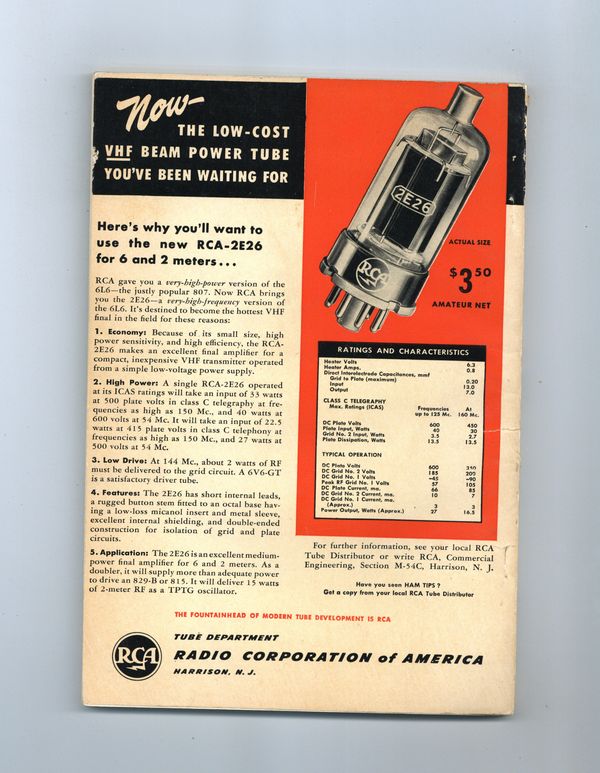 Now-
THE LOW-COST
VHF BEAM POWER TUBE
YOU'VE BEEN WAITING FOR
Here's why you'll want to
use the new RCA-2E26
for 6 and 2 meters...
RCA gave you a very-high-power version of the
6L6—the justly popular 807. Now RCA brings
you the 2E26—a very-high-frequency version of
the 6L6. It's destined to become the hottest VHF
final in the field for these reasons:
1. Economy: Because of its small size, high
power sensitivity, and high efficiency, the RCA-
2E26 makes an excellent final amplifier for a
compact, inexpensive VHF transmitter operated
from a simple low-voltage power supply.
2. High Power: A single RCA-2E26 operated
at its ICAS ratings will take an input of 33 watts
at 500 plate volts in class C telegraphy at fre-
quencies as high as 150 Mc., and 40 watts at
600 volts at 54 Mc. It will take an input of 22.5
watts at 415 plate volts in class C telephony at
frequencies as high as 150 Mc., and 27 watts at
500 volts at 54 Mc.
3. Low Drive: At 144 Mc., about 2 watts of RF
must be delivered to the grid circuit. A 6V6-GT
is a satisfactory driver tube.
4. Features: The 2E26 has short internal leads,
a rugged button stem fitted to an octal base hav-
ing a low-loss micanol insert and metal sleeve,
excellent internal shielding, and double-ended
construction for isolation of grid and plate
circuits.
5. Application: The 2E26 is an excellent medium-
power final amplifier for 6 and 2 meters. As a
doubler, it will supply more than adequate power
to drive an 829-B or 815. It will deliver 15 watts
of 2-meter RF as a TPTG oscillator.
2E26
RCA
ACTUAL SIZE
$3 50
AMATEUR NET
RATINGS AND CHARACTERISTICS
Heater Volts 6.3
Heater Amps. 0.8
Direct Interelectrode Capacitances, mmf
Grid to Plate (maximum) 0.20
Input 13.0
Output 7.0
CLASS C TELEGRAPHY
Max. Ratings (ICAS) Frequencies At
up to 125 Mc. 160 Mc.
DC Plate Volts 600 450
Plate Input, Watts 40 30
Grid No. 2 Input, Watts 3.5 2.7
Plate Dissipation, Watts 13.5 13.5
TYPICAL OPERATION
DC Plate Volts 600
DC Grid No. 2 Volts 185 200
DC Grid No. 1 Volts —45 —90
Peak RF Grid No. 1 Volts 57 105
DC Plate Current, ma. 66 85
DC Grid No. 2 Current, ma. 10 7
DC Grid No. 1 Current, ma.
(Approx.) 3 3
Power Output, Watts (Approx.) 27 16.5
For further information, see your local RCA
Tube Distributor or write RCA, Commercial
Engineering, Section M-54C, Harrison, N. J.
Have you seen HAM TIPS ?
Get a copy from your local RCA Tube Distributor
THE FOUNTAINHEAD OF MODERN TUBE DEVELOPMENT IS RCA
RCA
TUBE DEPARTMENT
RADIO CORPORATION of AMERICA
HARRISON, N. J.